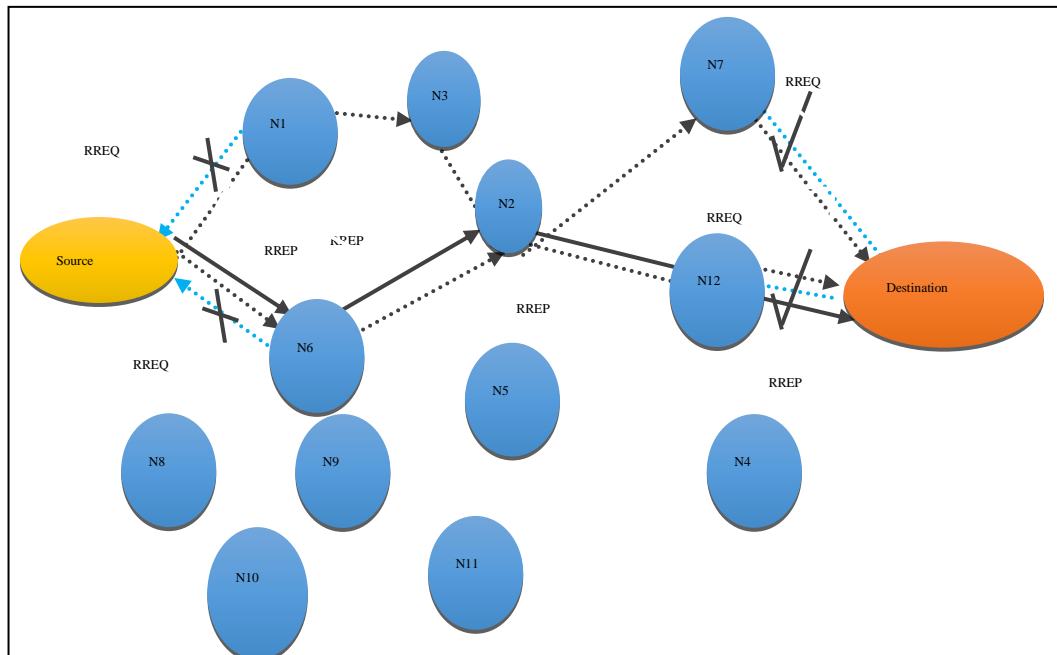 N7
RREQ
N3
N1
RREQ
N2
RREQ
RREP
Source
N12
Destination
RREP
N6
RREQ
RREP
N5
N8
N9
N4
N11
N10